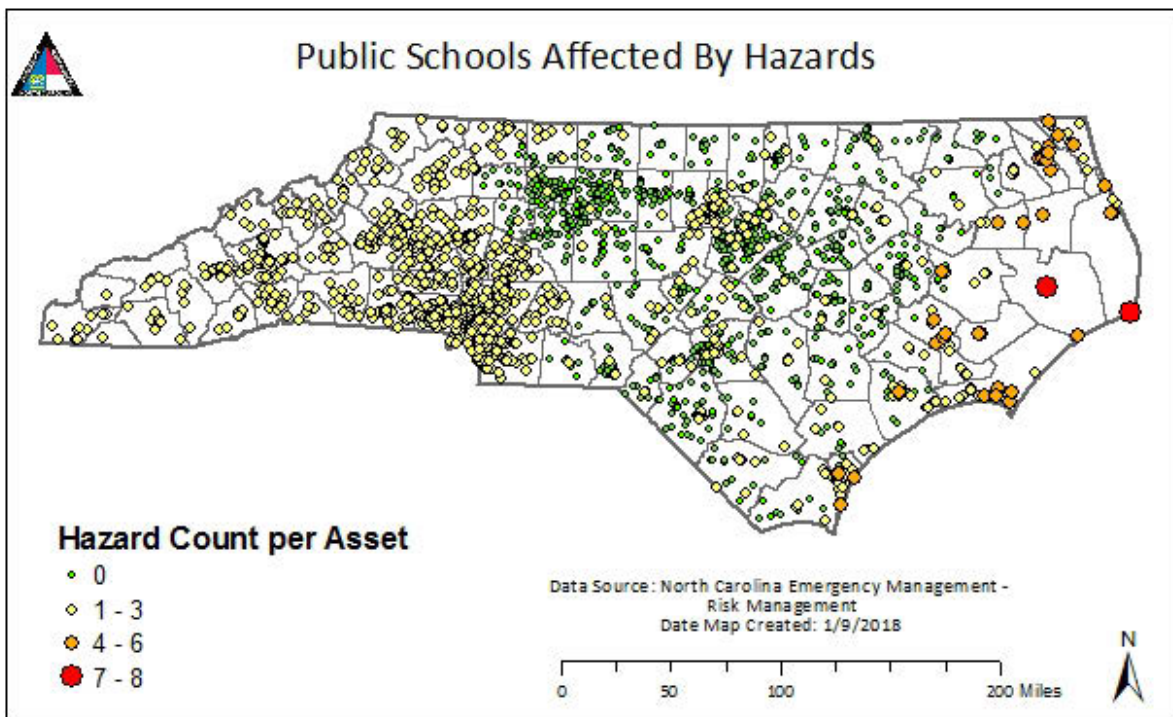 Public Schools Affected By Hazards
Hazard Count per Asset
0
1 - 3
4 - 6
7 - 8
Data Source: North Carolina Emergency Management -
Risk Management
Date Map Created: 1/9/2018
0 50 100 200 Miles
N